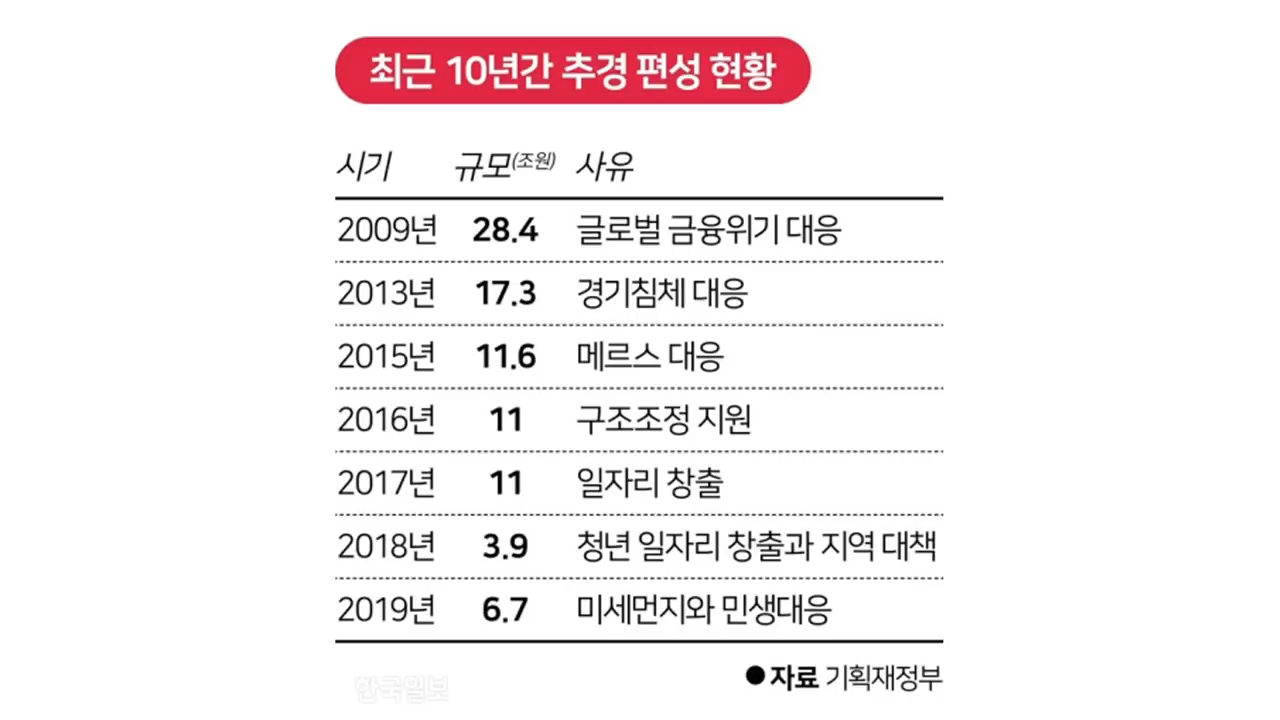 최근 10년간 추경 편성 현황
시기 규모(조원) 사유
2009년 28.4 글로벌 금융위기 대응
2013년 17.3 경기침체 대응
2015년 11.6 메르스 대응
2016년 11 구조조정 지원
2017년 11 일자리 창출
2018년 3.9 청년 일자리 창출과 지역 대책
2019년 6.7 미세먼지와 민생대응
● 자료 기획재정부
한국일보